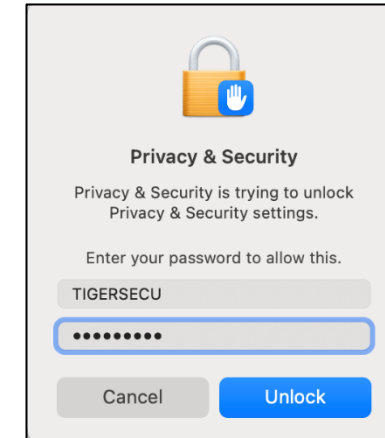 Privacy & Security
Privacy & Security is trying to unlock
Privacy & Security settings.
Enter your password to allow this.
TIGERSECU
•••••••••
Cancel
Unlock